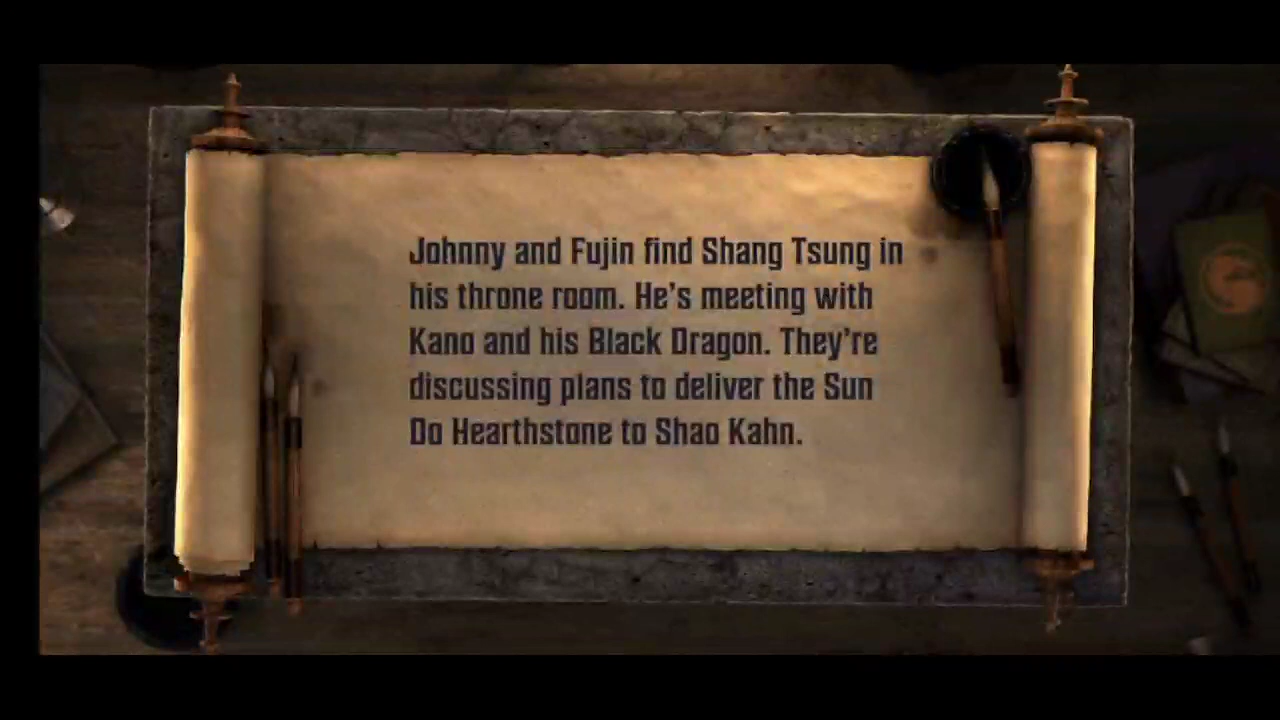 Johnny and Fujin find Shang Tsung in
his throne room. He's meeting with
Kano and his Black Dragon. They're
discussing plans to deliver the Sun
Do Hearthstone to Shao Kahn.